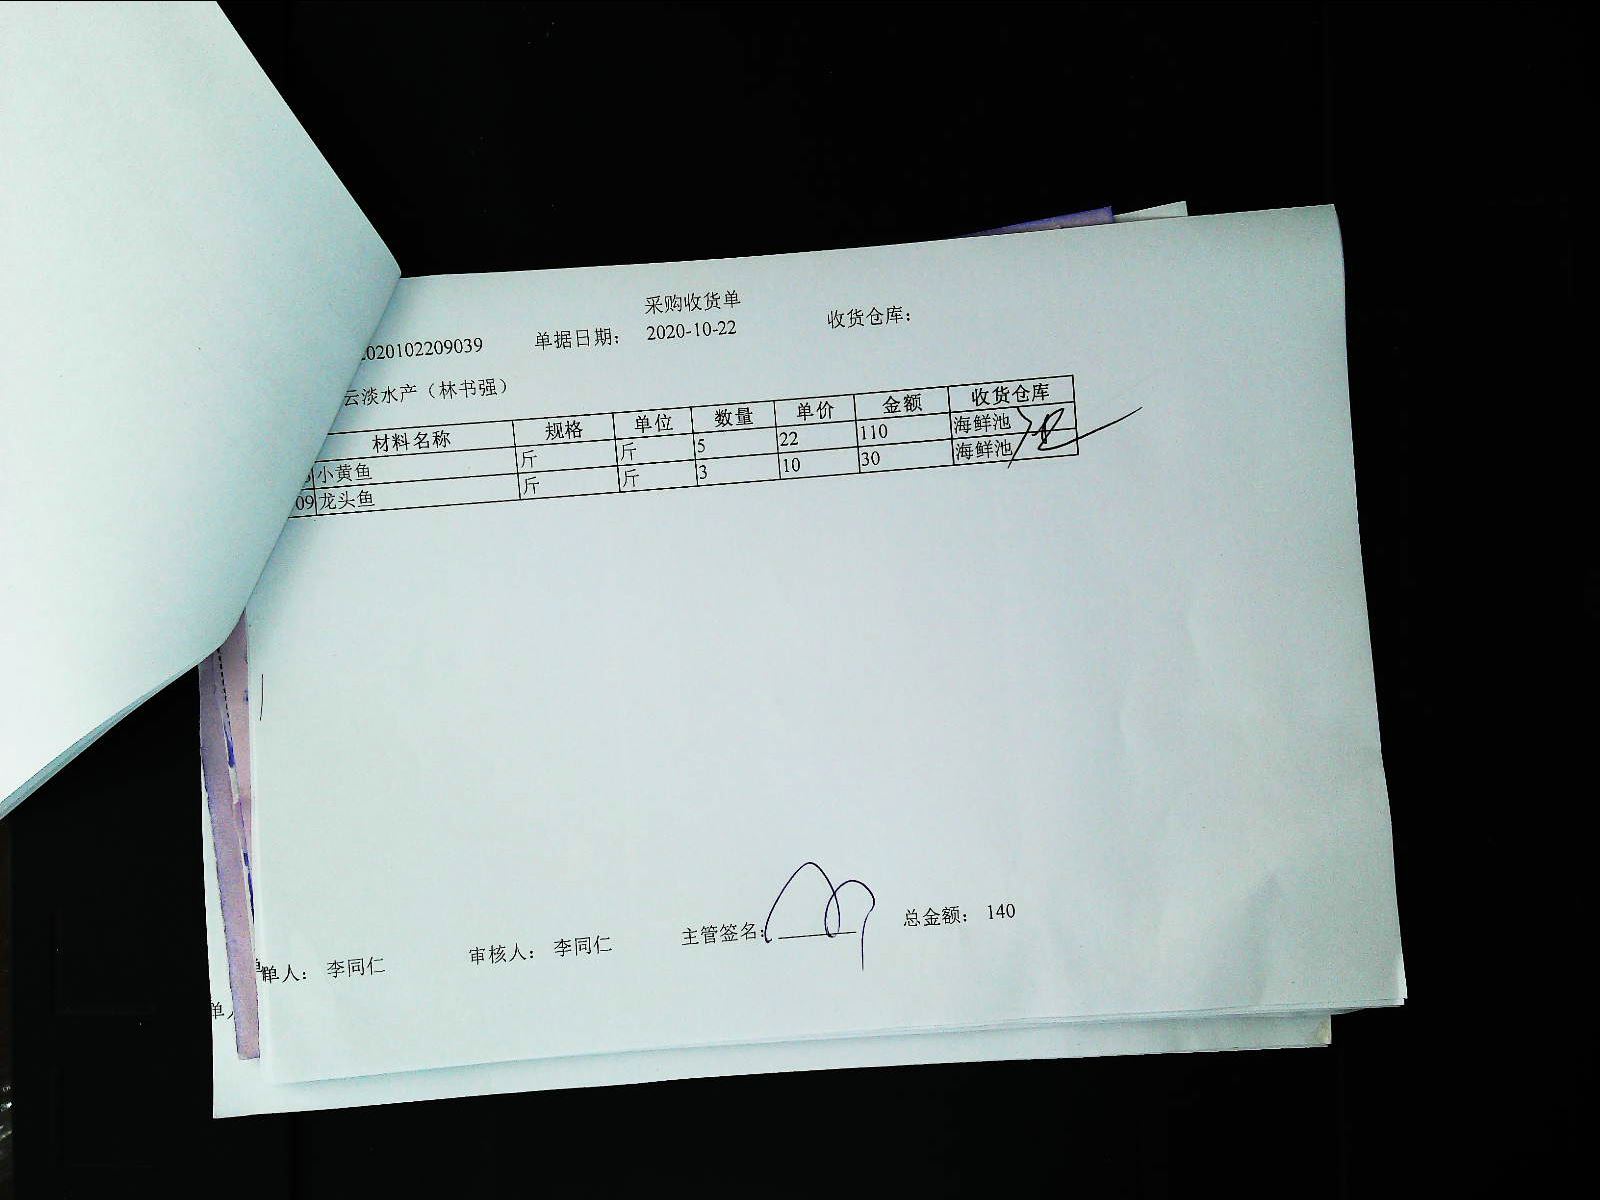 采购收货单
2020102209039 单据日期： 2020-10-22 收货仓库：
云淡水产（林书强）
材料名称 规格 单位 数量 单价 金额 收货仓库
小黄鱼 斤 斤 5 22 110 海鲜池
09 龙头鱼 斤 斤 3 10 30 海鲜池
单人： 李同仁 审核人： 李同仁 主管签名： 总金额： 140
单人